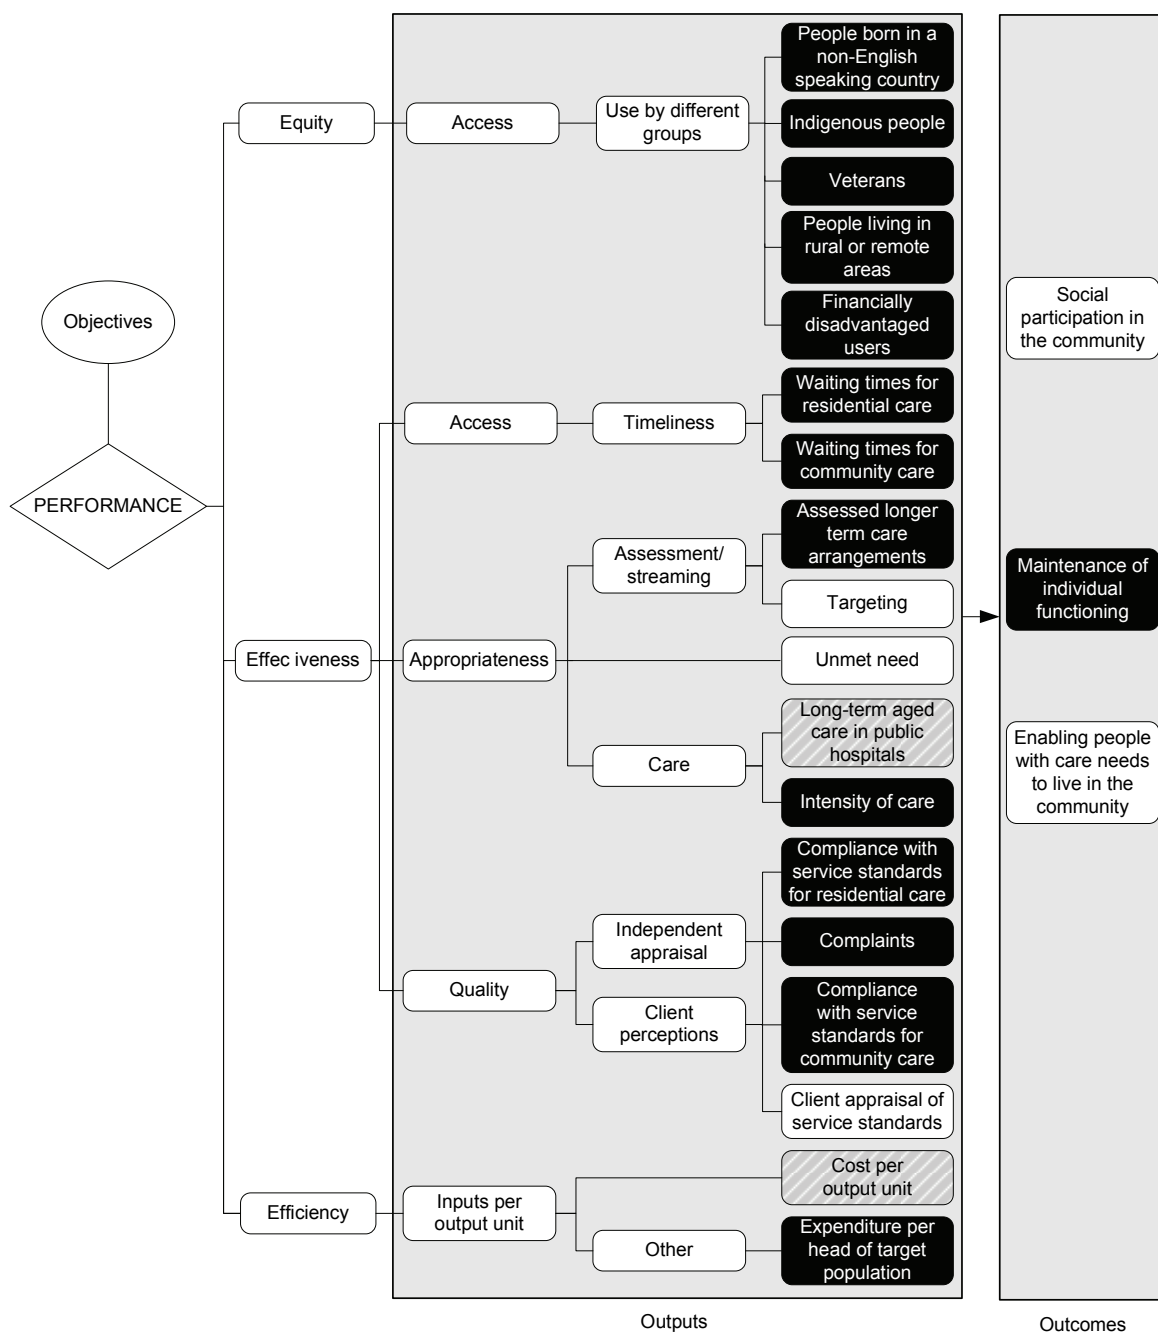 Objectives
PERFORMANCE
Equity
Access
Use by different
groups
People born in a
non-English
speaking country
Indigenous people
Veterans
People living in
rural or remote
areas
Financially
disadvantaged
users
Effec iveness
Access
Timeliness
Waiting times for
residential care
Waiting times for
community care
Appropriateness
Assessment/
streaming
Assessed longer
term care
arrangements
Targeting
Unmet need
Care
Long-term aged
care in public
hospitals
Intensity of care
Quality
Independent
appraisal
Client
perceptions
Compliance with
service standards
for residential care
Complaints
Compliance
with service
standards for
community care
Client appraisal of
service standards
Efficiency
Inputs per
output unit
Cost per
output unit
Other
Expenditure per
head of target
population
Outputs
Social
participation in
the community
Maintenance of
individual
functioning
Enabling people
with care needs
to live in the
community
Outcomes